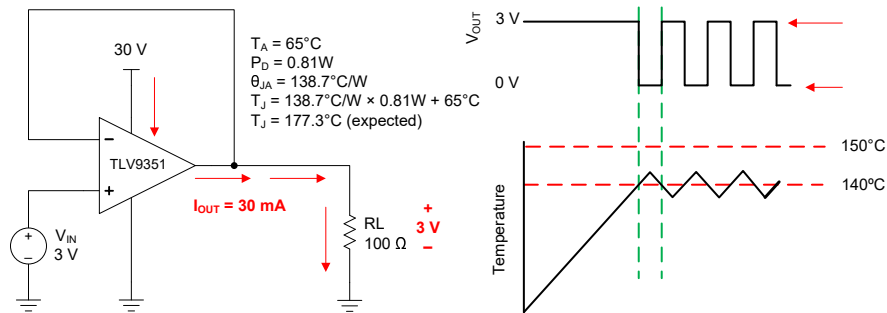 30 V
TLV9351
VIN
3 V
IOUT = 30 mA
TA = 65°C
PD = 0.81W
θJA = 138.7°C/W
TJ = 138.7°C/W × 0.81W + 65°C
TJ = 177.3°C (expected)
RL
100 Ω
+
3 V
–
VOUT
3 V
0 V
Temperature
150°C
140ºC